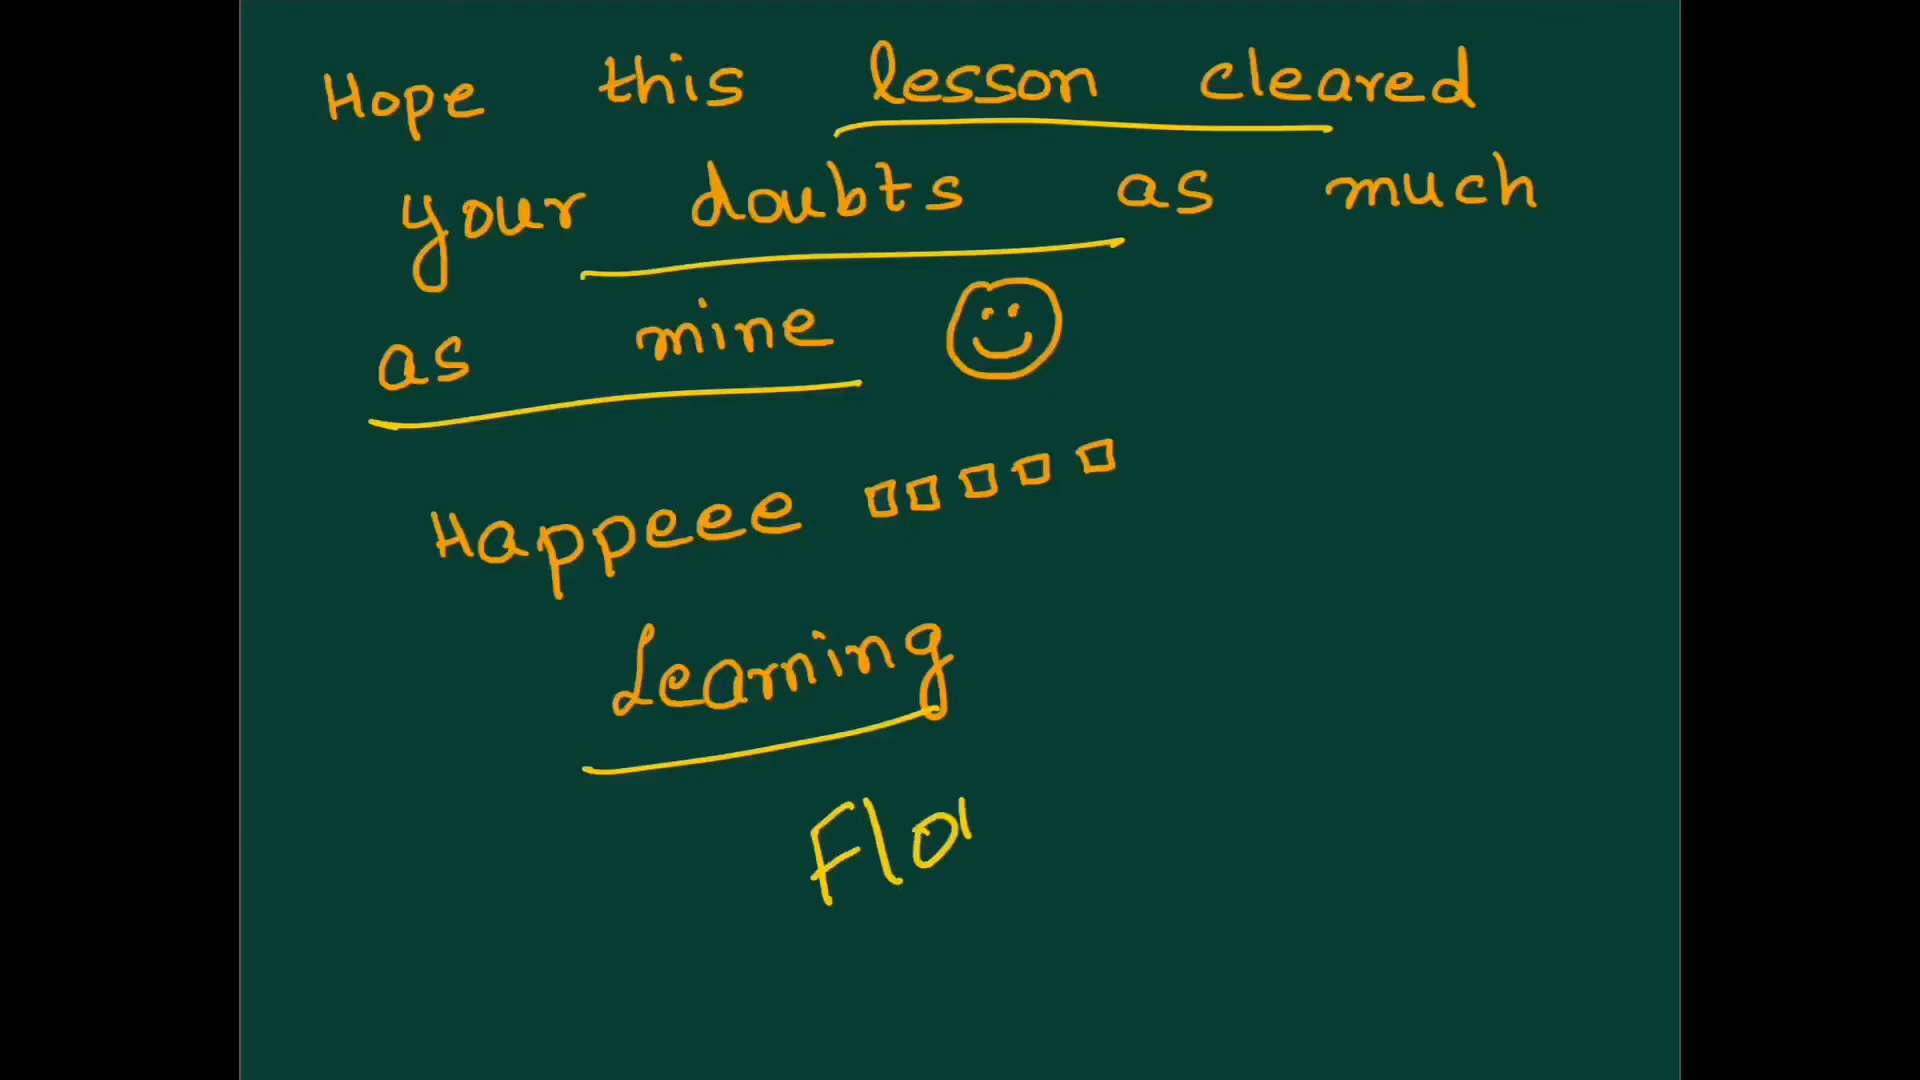 Hope this lesson cleared
your doubts as much
as mine
Happeee
Learning